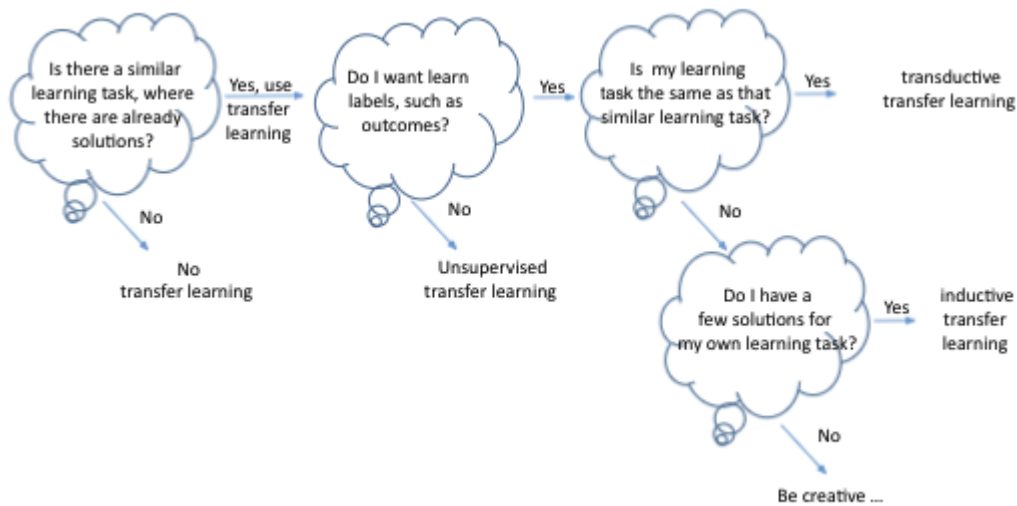 Is there a similar
learning task, where
there are already
solutions?
Yes, use
transfer
learning
No
No
transfer learning
Do I want learn
labels, such as
outcomes?
Yes
No
Unsupervised
transfer learning
Is my learning
task the same as that
similar learning task?
Yes
transductive
transfer learning
No
Do I have a
few solutions for
my own learning task?
Yes
inductive
transfer
learning
No
Be creative ...